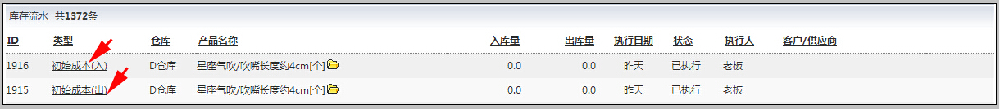 库存流水 共1372条
ID 类型 仓库 产品名称 入库量 出库量 执行日期 状态 执行人 客户/供应商
1916 初始成本(入) D仓库 星座气吹/吹嘴长度约4cm[个] 0.0 0.0 昨天 已执行 老板
1915 初始成本(出) D仓库 星座气吹/吹嘴长度约4cm[个] 0.0 0.0 昨天 已执行 老板